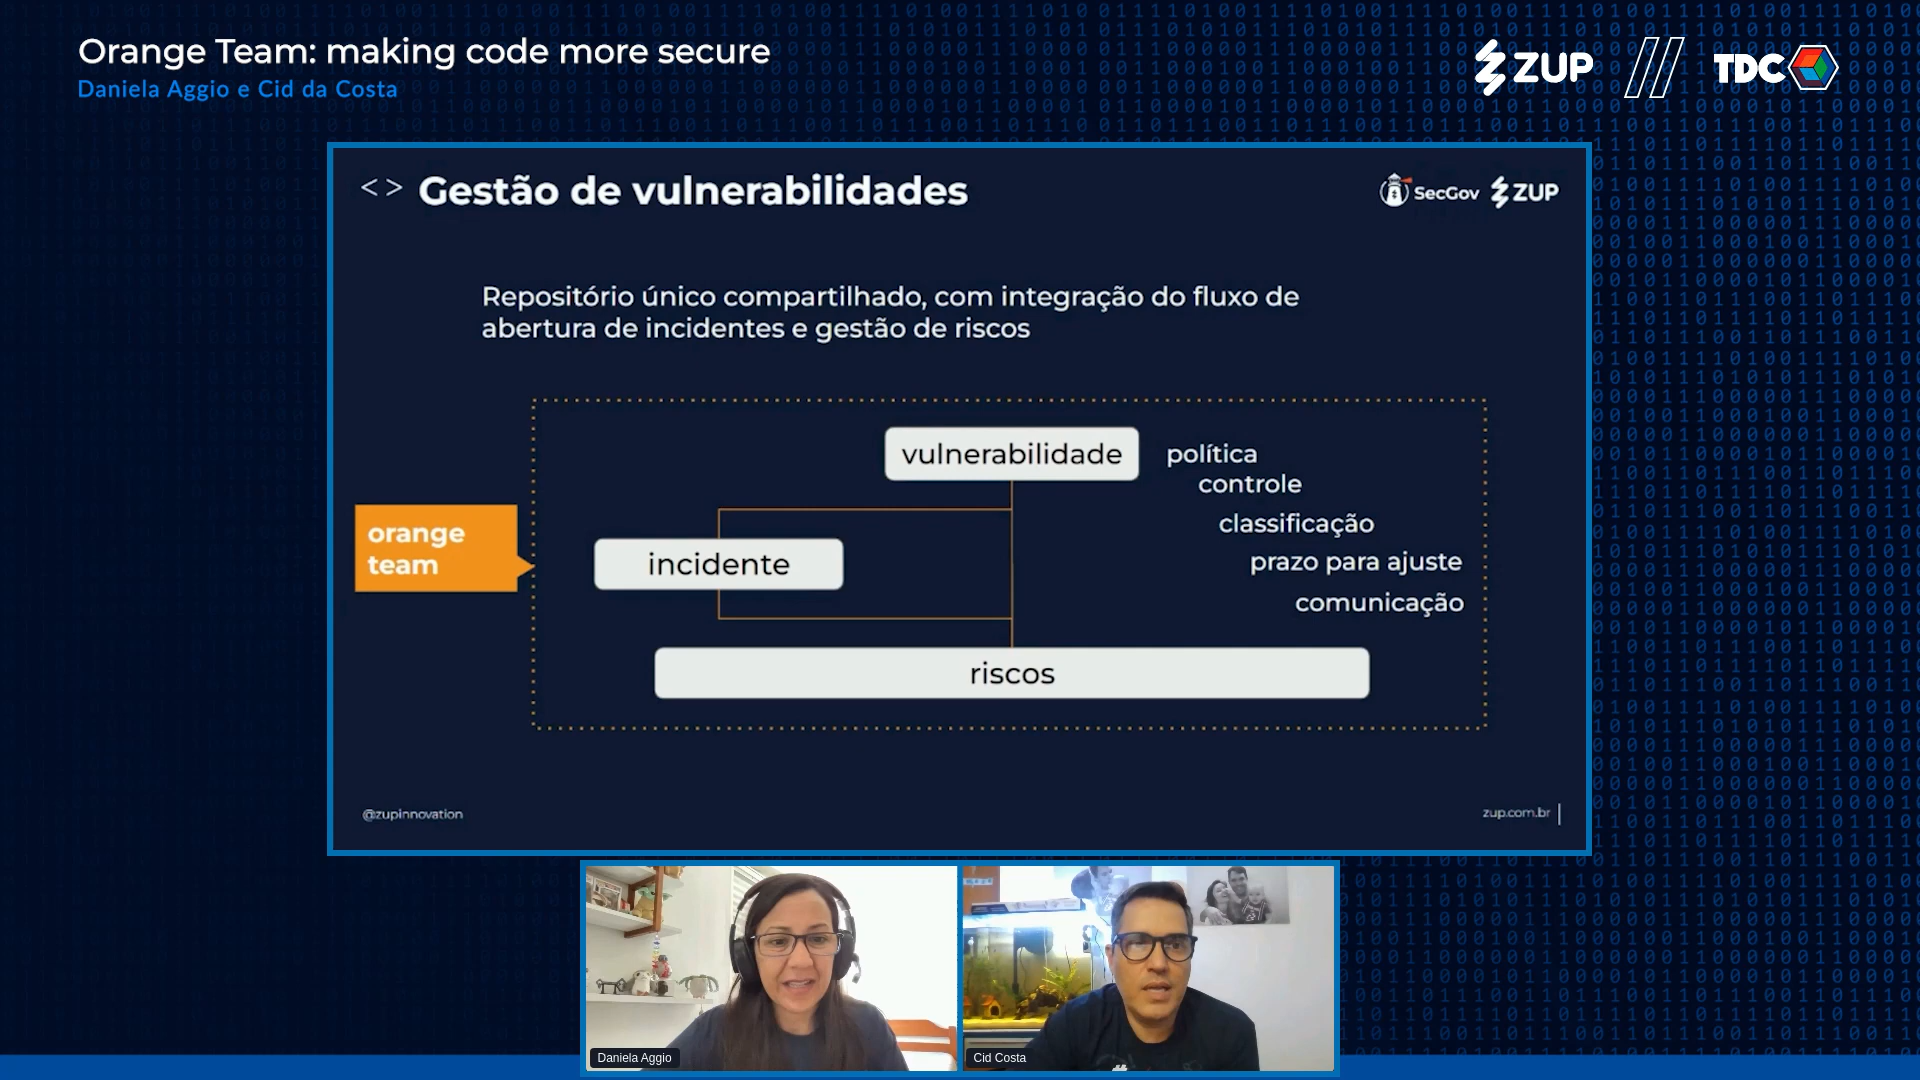 Orange Team: making code more secure
Daniela Aggio e Cid da Costa
ZUP
TDC
<> Gestão de vulnerabilidades
SecGov
ZUP
Repositório único compartilhado, com integração do fluxo de
abertura de incidentes e gestão de riscos
vulnerabilidade
política
controle
classificação
prazo para ajuste
comunicação
orange
team
incidente
riscos
@zupinnovation
zup.com.br
Daniela Aggio
Cid Costa